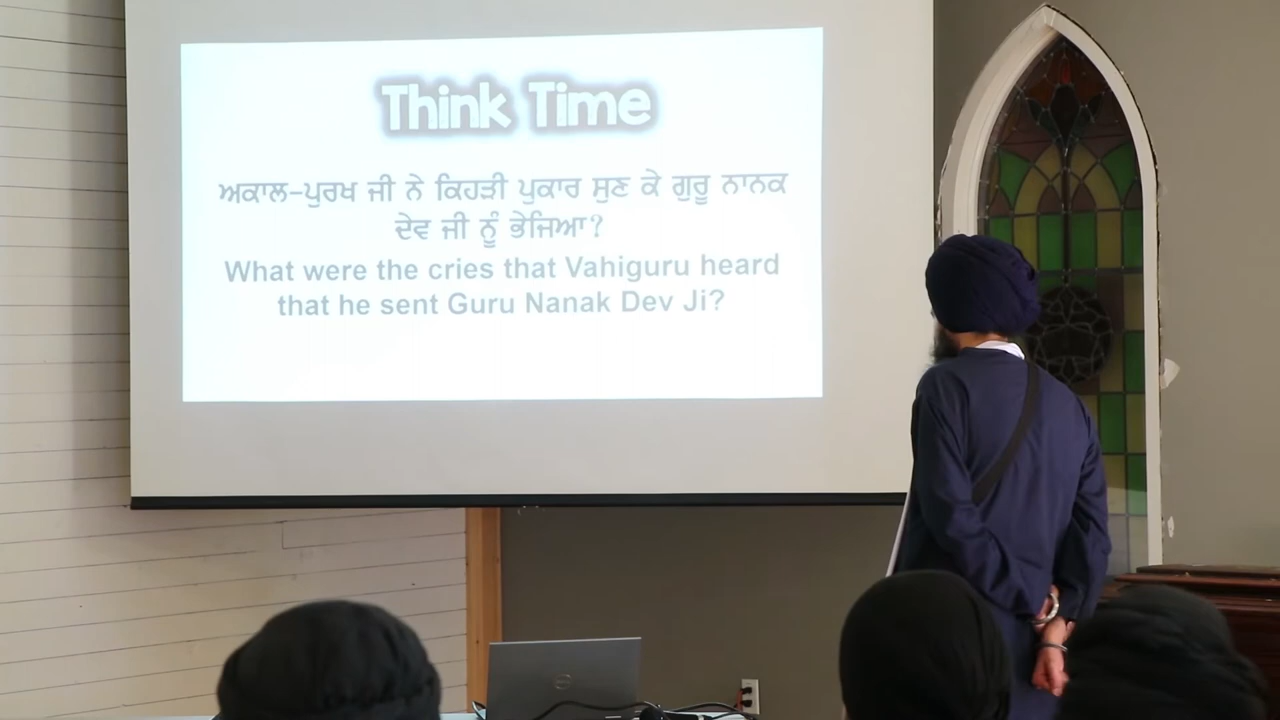 Think Time
ਅਕਾਲ-ਪੁਰਖ ਜੀ ਨੇ ਕਿਹੜੀ ਪੁਕਾਰ ਸੁਣ ਕੇ ਗੁਰੂ ਨਾਨਕ
ਦੇਵ ਜੀ ਨੂੰ ਭੇਜਿਆ?
What were the cries that Vahiguru heard
that he sent Guru Nanak Dev Ji?